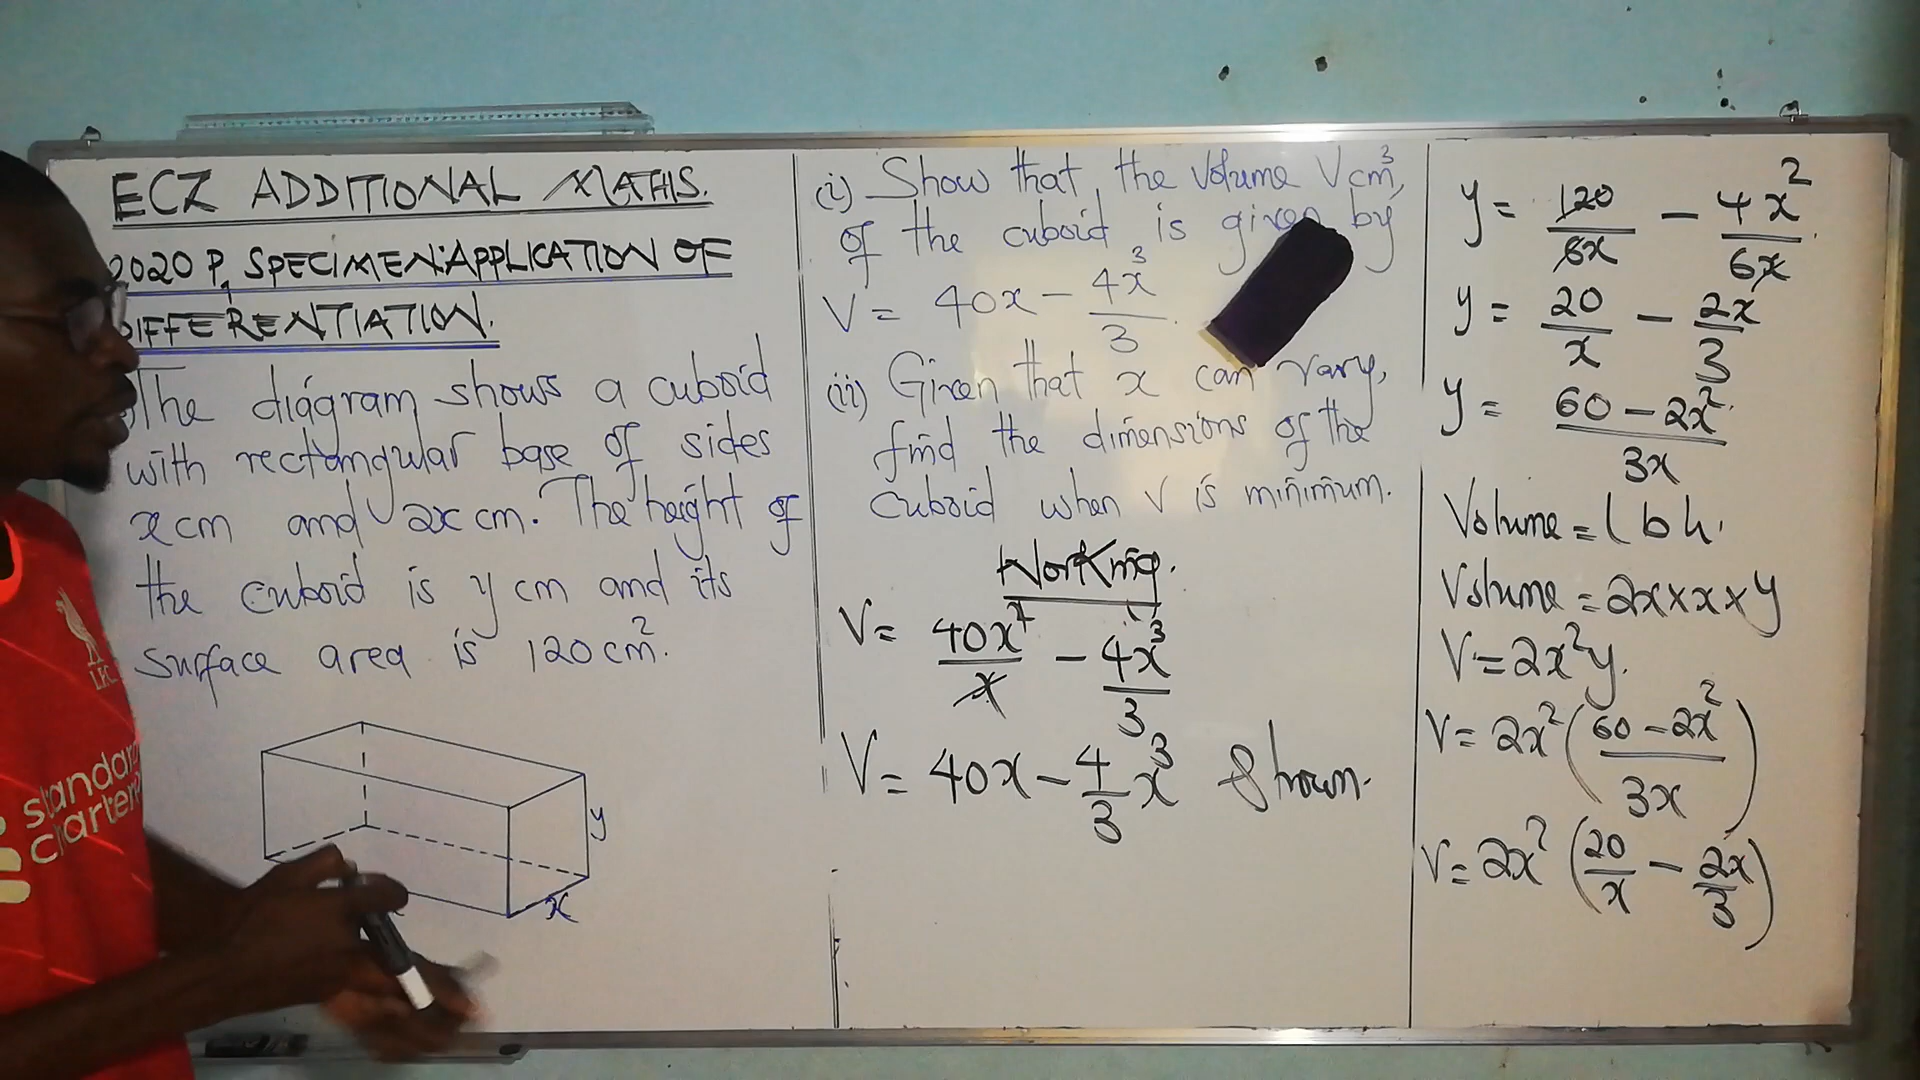 ECZ ADDITIONAL MATHS.
2020 P1 SPECIMEN: APPLICATION OF
DIFFERENTIATION.
The diagram shows a cuboid
with rectangular base of sides
x cm and 2x cm. The height of
the cuboid is y cm and its
surface area is 120 cm².
y
x
(i) Show that, the volume V cm³,
of the cuboid is given by
V = 40x - 4x³/3.
(ii) Given that x can vary,
find the dimensions of the
cuboid when V is minimum.
Working.
V = 40x²/x - 4x³/3
V = 40x - 4/3 x³ Shown.
y = 120/6x - 4x²/6x.
y = 20/x - 2x/3
y = 60 - 2x²/3x
Volume = l b h.
Volume = 2x × x × y
V = 2x²y.
V = 2x² (60 - 2x²/3x)
V = 2x² (20/x - 2x/3)
L.F.C.
standard
charter